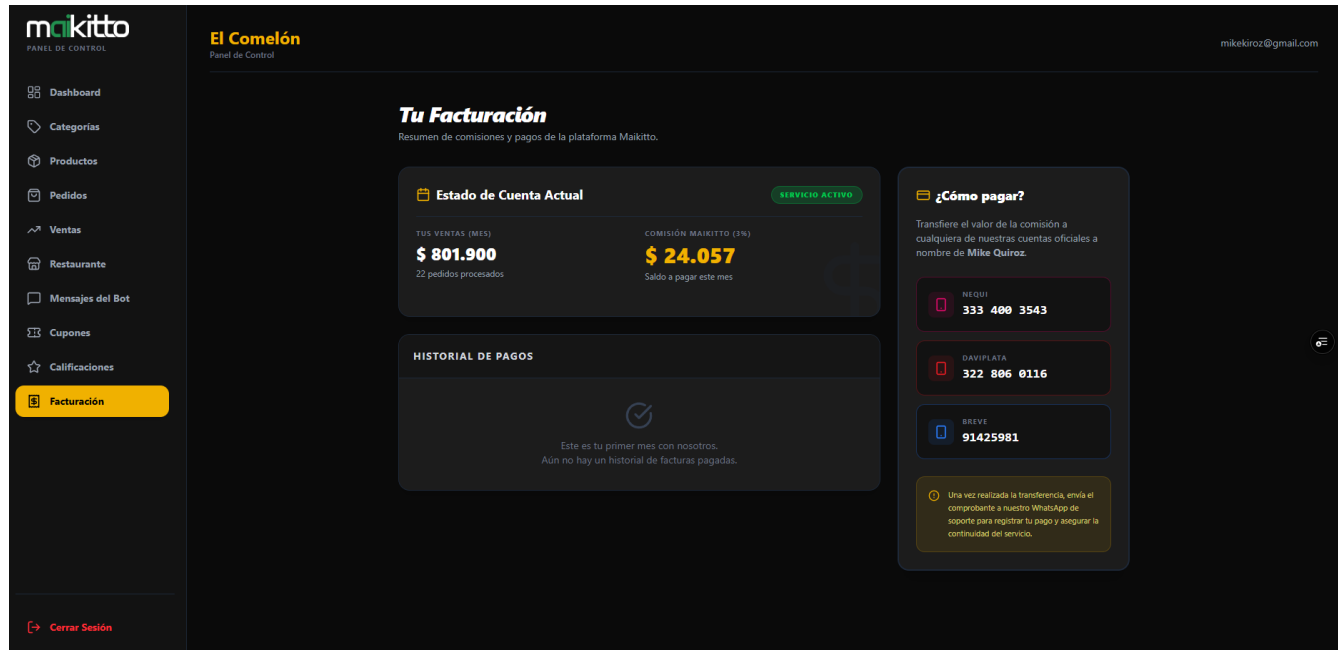 maikitto
PANEL DE CONTROL
Dashboard
Categorías
Productos
Pedidos
Ventas
Restaurante
Mensajes del Bot
Cupones
Calificaciones
Facturación
Cerrar Sesión
El Comelón
Panel de Control
mikekiroz@gmail.com
Tu Facturación
Resumen de comisiones y pagos de la plataforma Maikitto.
Estado de Cuenta Actual
SERVICIO ACTIVO
TUS VENTAS (MES)
$ 801.900
22 pedidos procesados
COMISIÓN MAIKITTO (3%)
$ 24.057
Saldo a pagar este mes
HISTORIAL DE PAGOS
Este es tu primer mes con nosotros.
Aún no hay un historial de facturas pagadas.
¿Cómo pagar?
Transfiere el valor de la comisión a
cualquiera de nuestras cuentas oficiales a
nombre de Mike Quiroz.
NEQUI
333 400 3543
DAVIPLATA
322 806 0116
BREVE
91425981
Una vez realizada la transferencia, envía el
comprobante a nuestro WhatsApp de
soporte para registrar tu pago y asegurar la
continuidad del servicio.